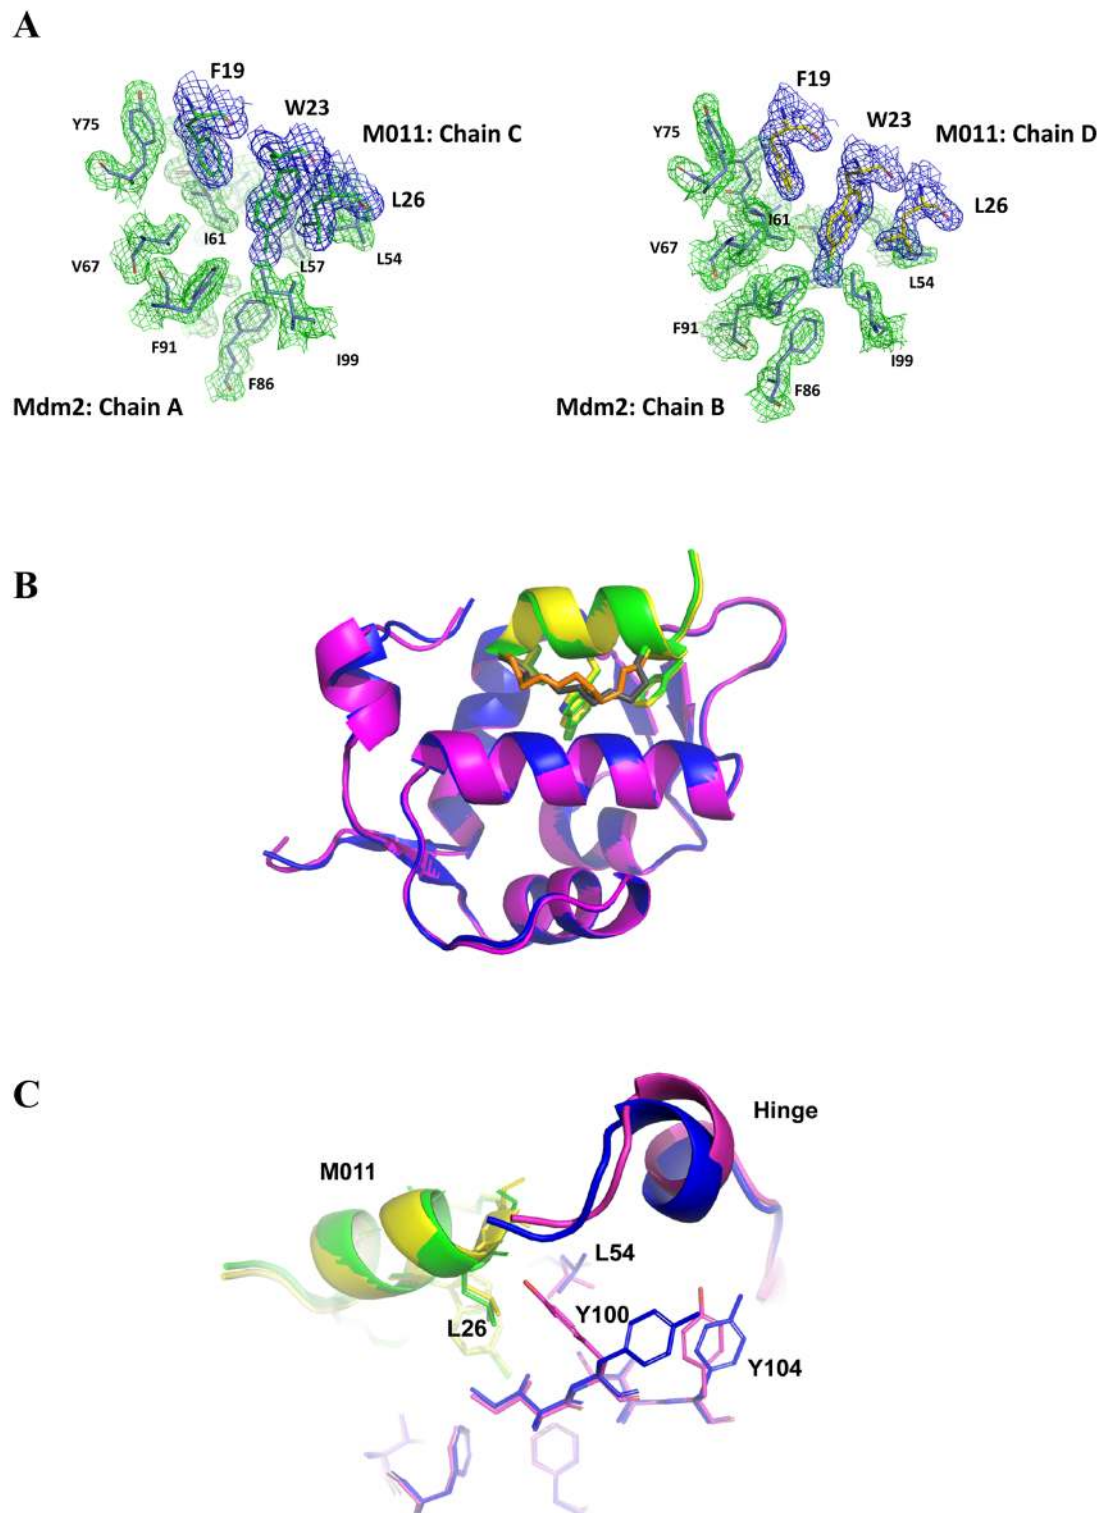 A
F19
W23
Y75
M011: Chain C
L26
I61
V67
L57
L54
F91
I99
F86
Mdm2: Chain A
F19
W23
Y75
M011: Chain D
L26
I61
V67
L54
F91
I99
F86
Mdm2: Chain B
B
C
Hinge
M011
L54
Y100
L26
Y104